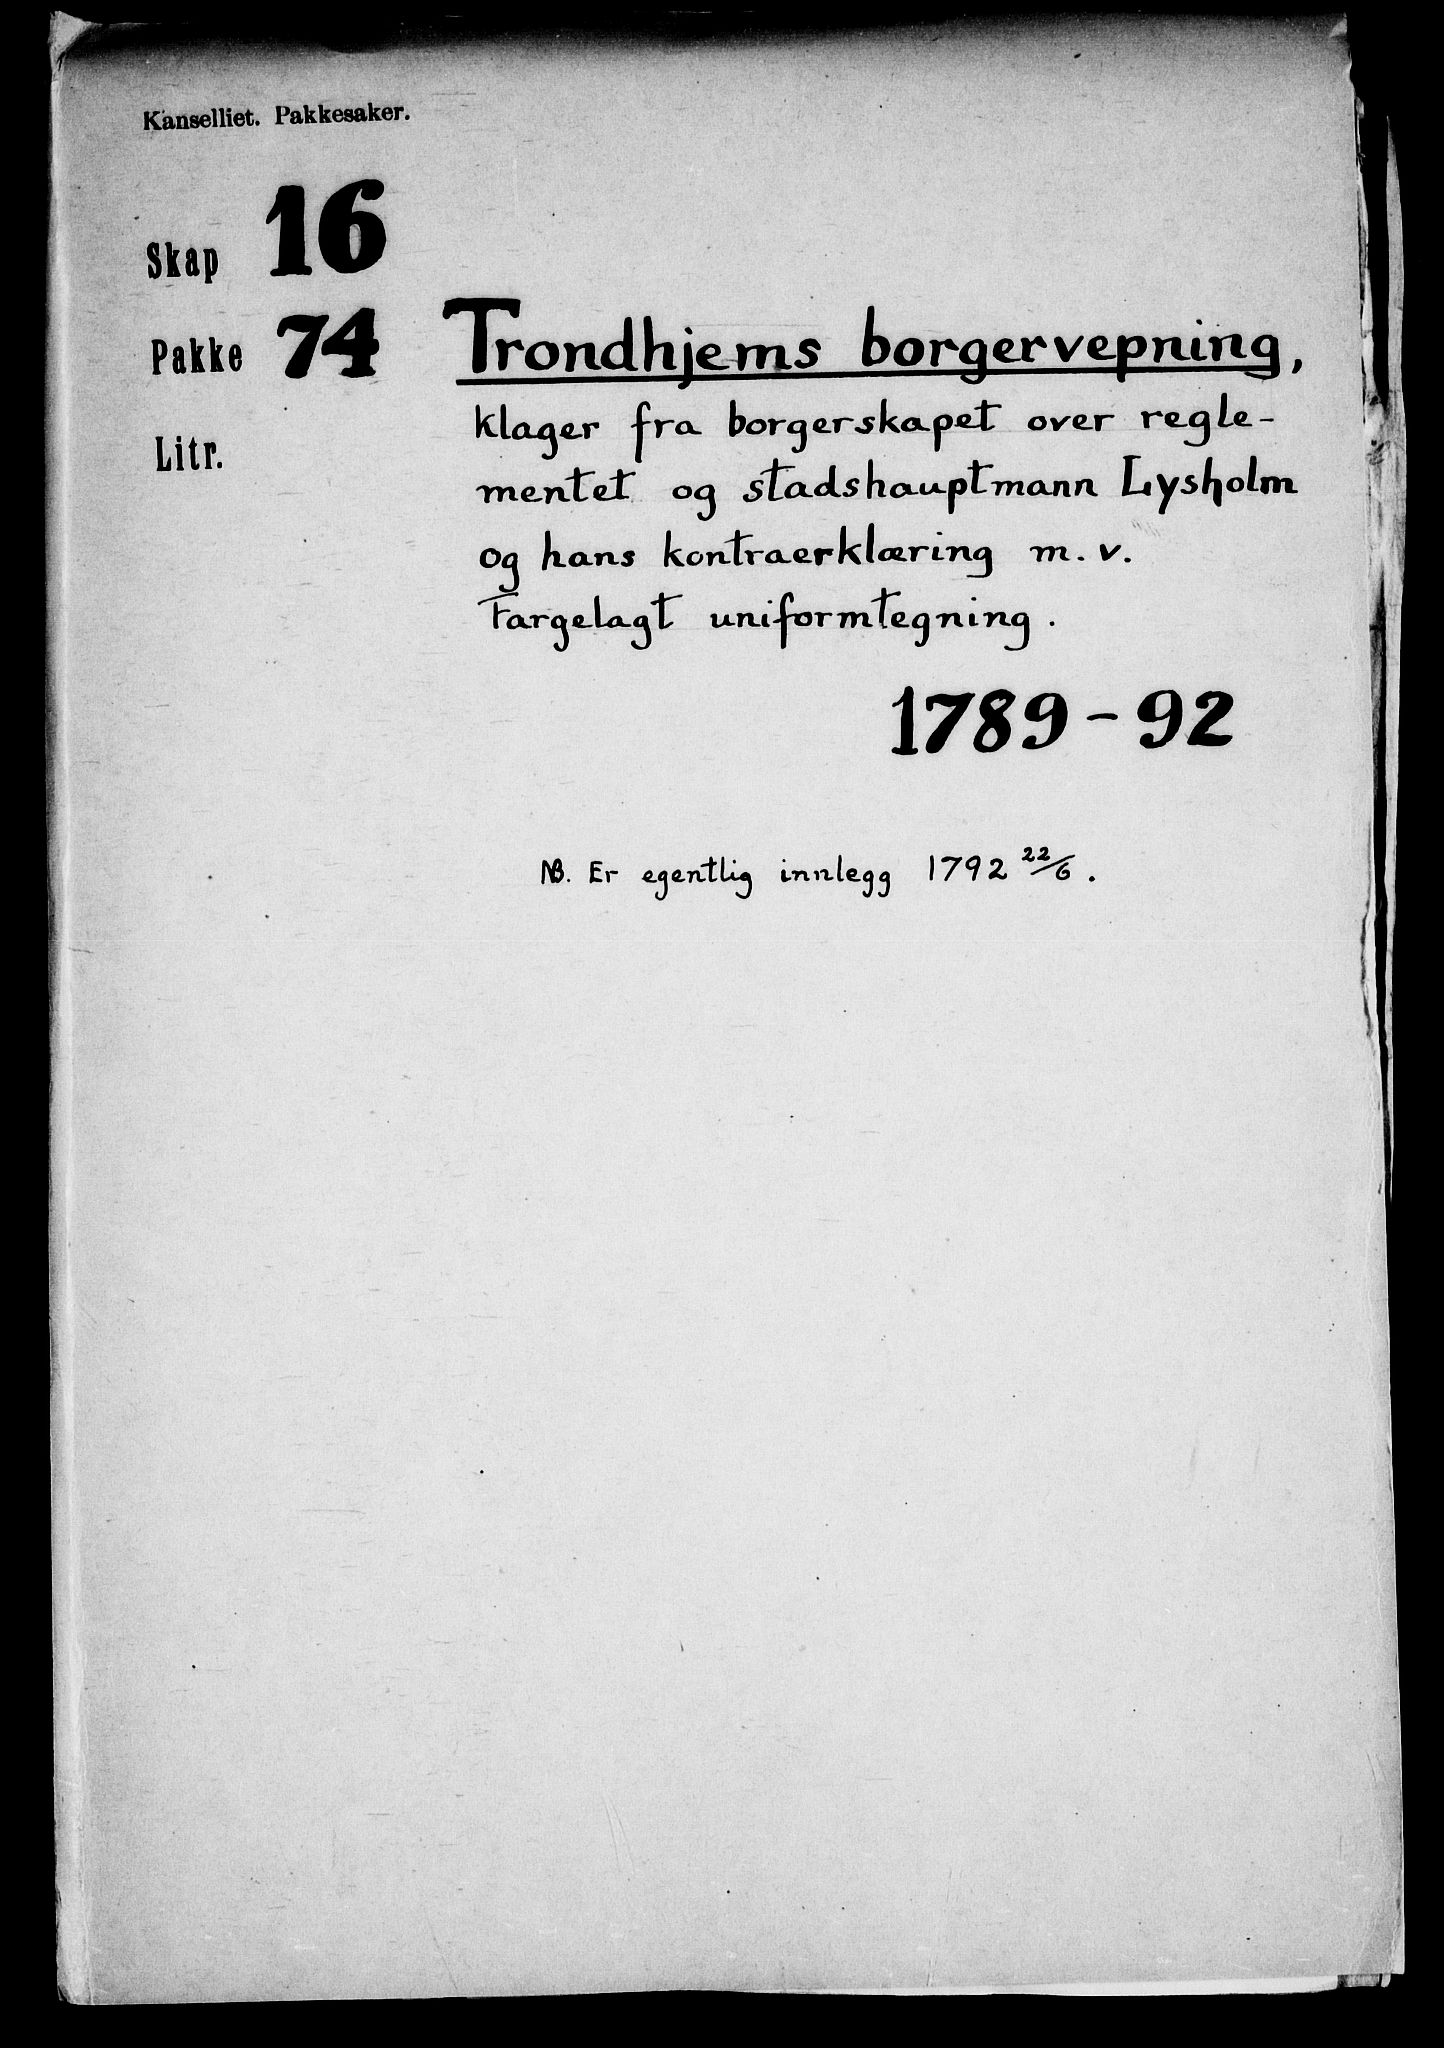 Kanselliet. Pakkesaker.
Skap 16
Pakke 74
Litr.
Trondhjems borgervepning,
klager fra borgerskapet over regle-
mentet og stadshauptmann Lysholm
og hans kontraerklæring m.v.
Fargelagt uniformtegning.
1789-92
NB. Er egentlig innlegg 1792 22/6.